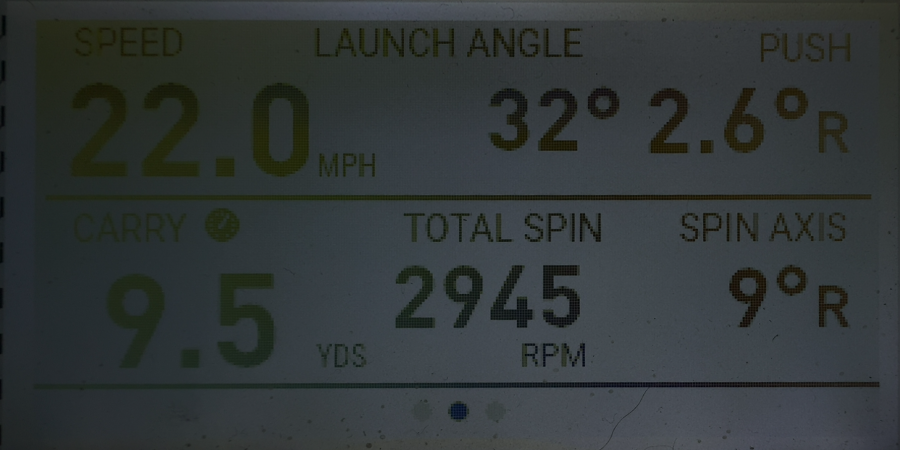 SPEED LAUNCH ANGLE PUSH
22.0 MPH 32° 2.6° R
CARRY TOTAL SPIN SPIN AXIS
9.5 YDS 2945 RPM 9° R